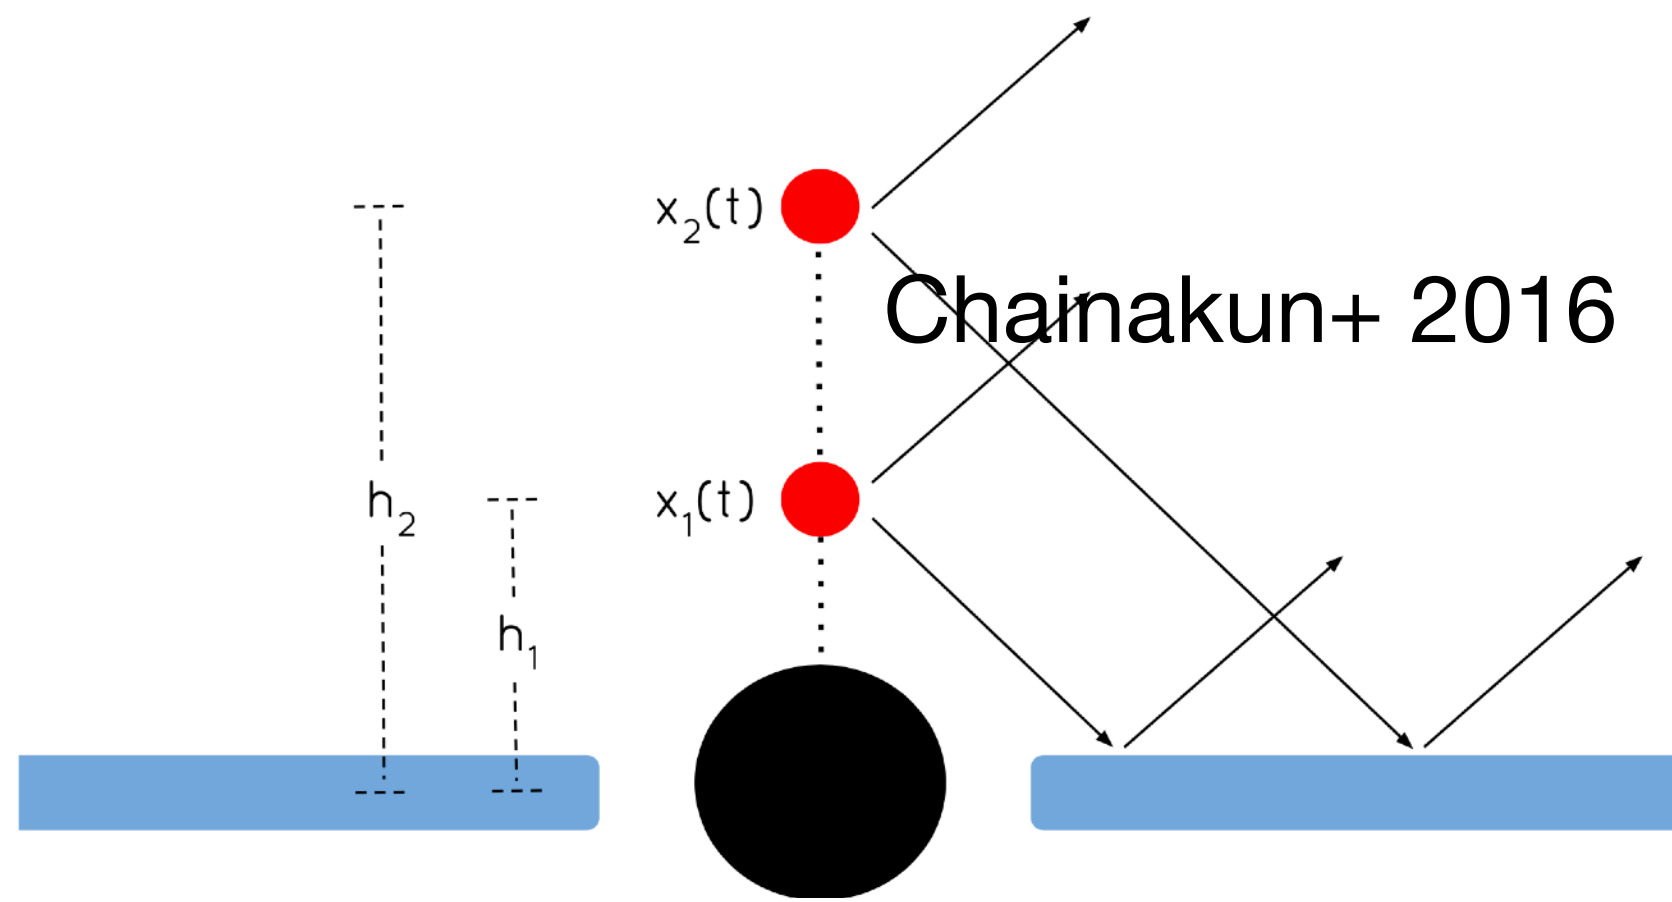 x₂(t)
Chainakun+ 2016
h₂
x₁(t)
h₁